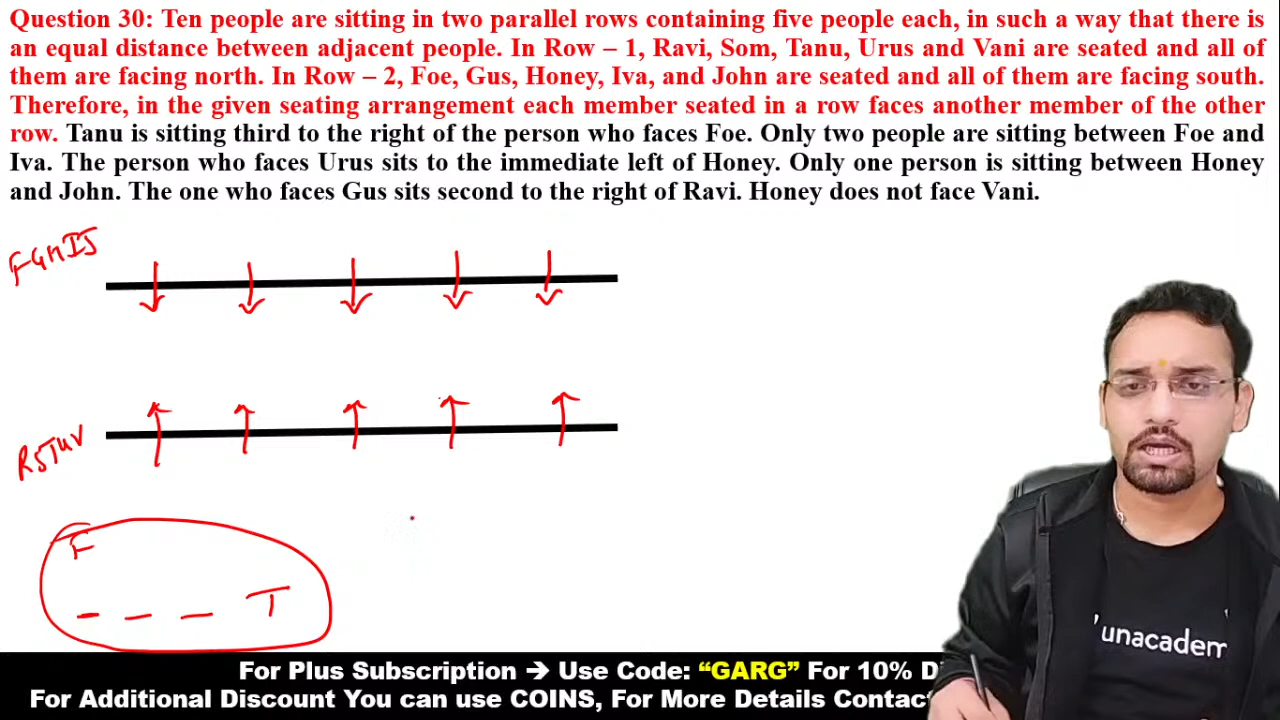 Question 30: Ten people are sitting in two parallel rows containing five people each, in such a way that there is
an equal distance between adjacent people. In Row – 1, Ravi, Som, Tanu, Urus and Vani are seated and all of
them are facing north. In Row – 2, Foe, Gus, Honey, Iva, and John are seated and all of them are facing south.
Therefore, in the given seating arrangement each member seated in a row faces another member of the other
row. Tanu is sitting third to the right of the person who faces Foe. Only two people are sitting between Foe and
Iva. The person who faces Urus sits to the immediate left of Honey. Only one person is sitting between Honey
and John. The one who faces Gus sits second to the right of Ravi. Honey does not face Vani.
FGHIJ
RSTUV
F
T
unacadem
For Plus Subscription → Use Code: “GARG” For 10% D
For Additional Discount You can use COINS, For More Details Contac